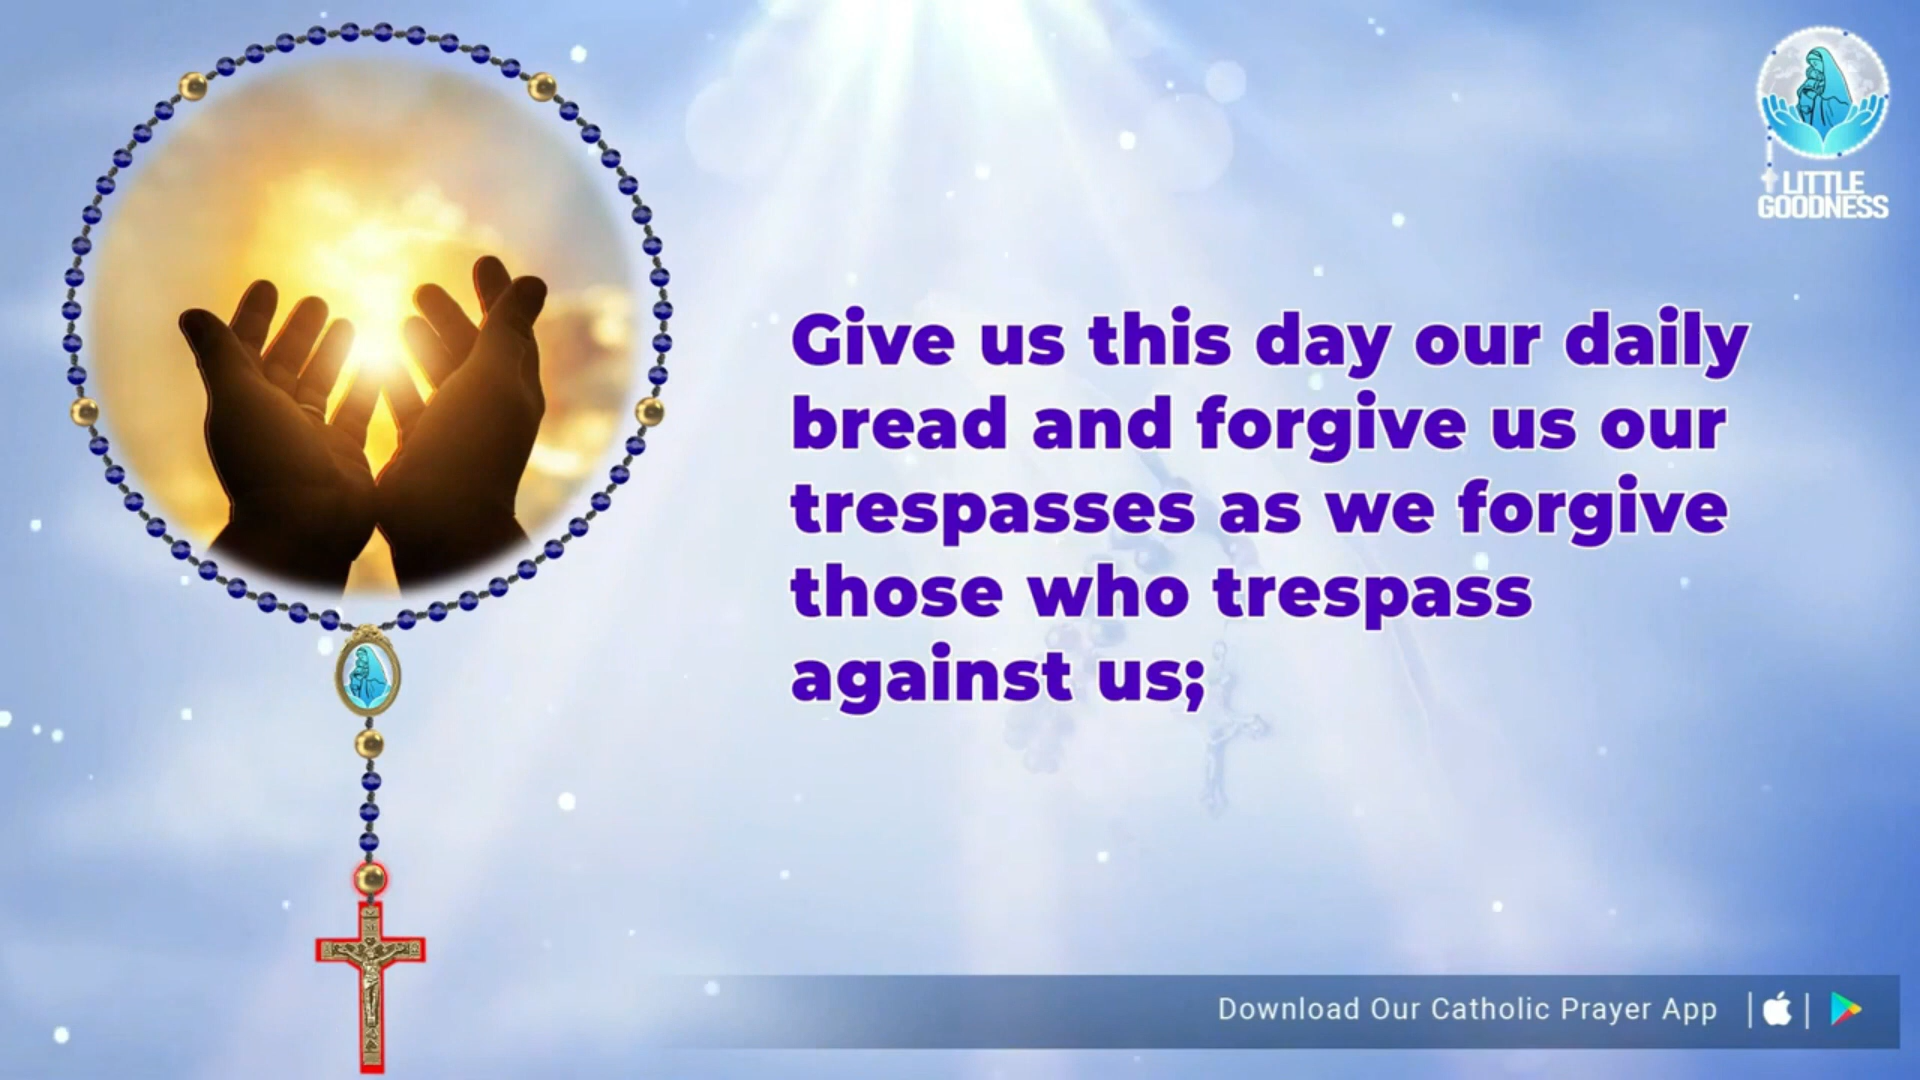 LITTLE
GOODNESS
Give us this day our daily
bread and forgive us our
trespasses as we forgive
those who trespass
against us;
Download Our Catholic Prayer App